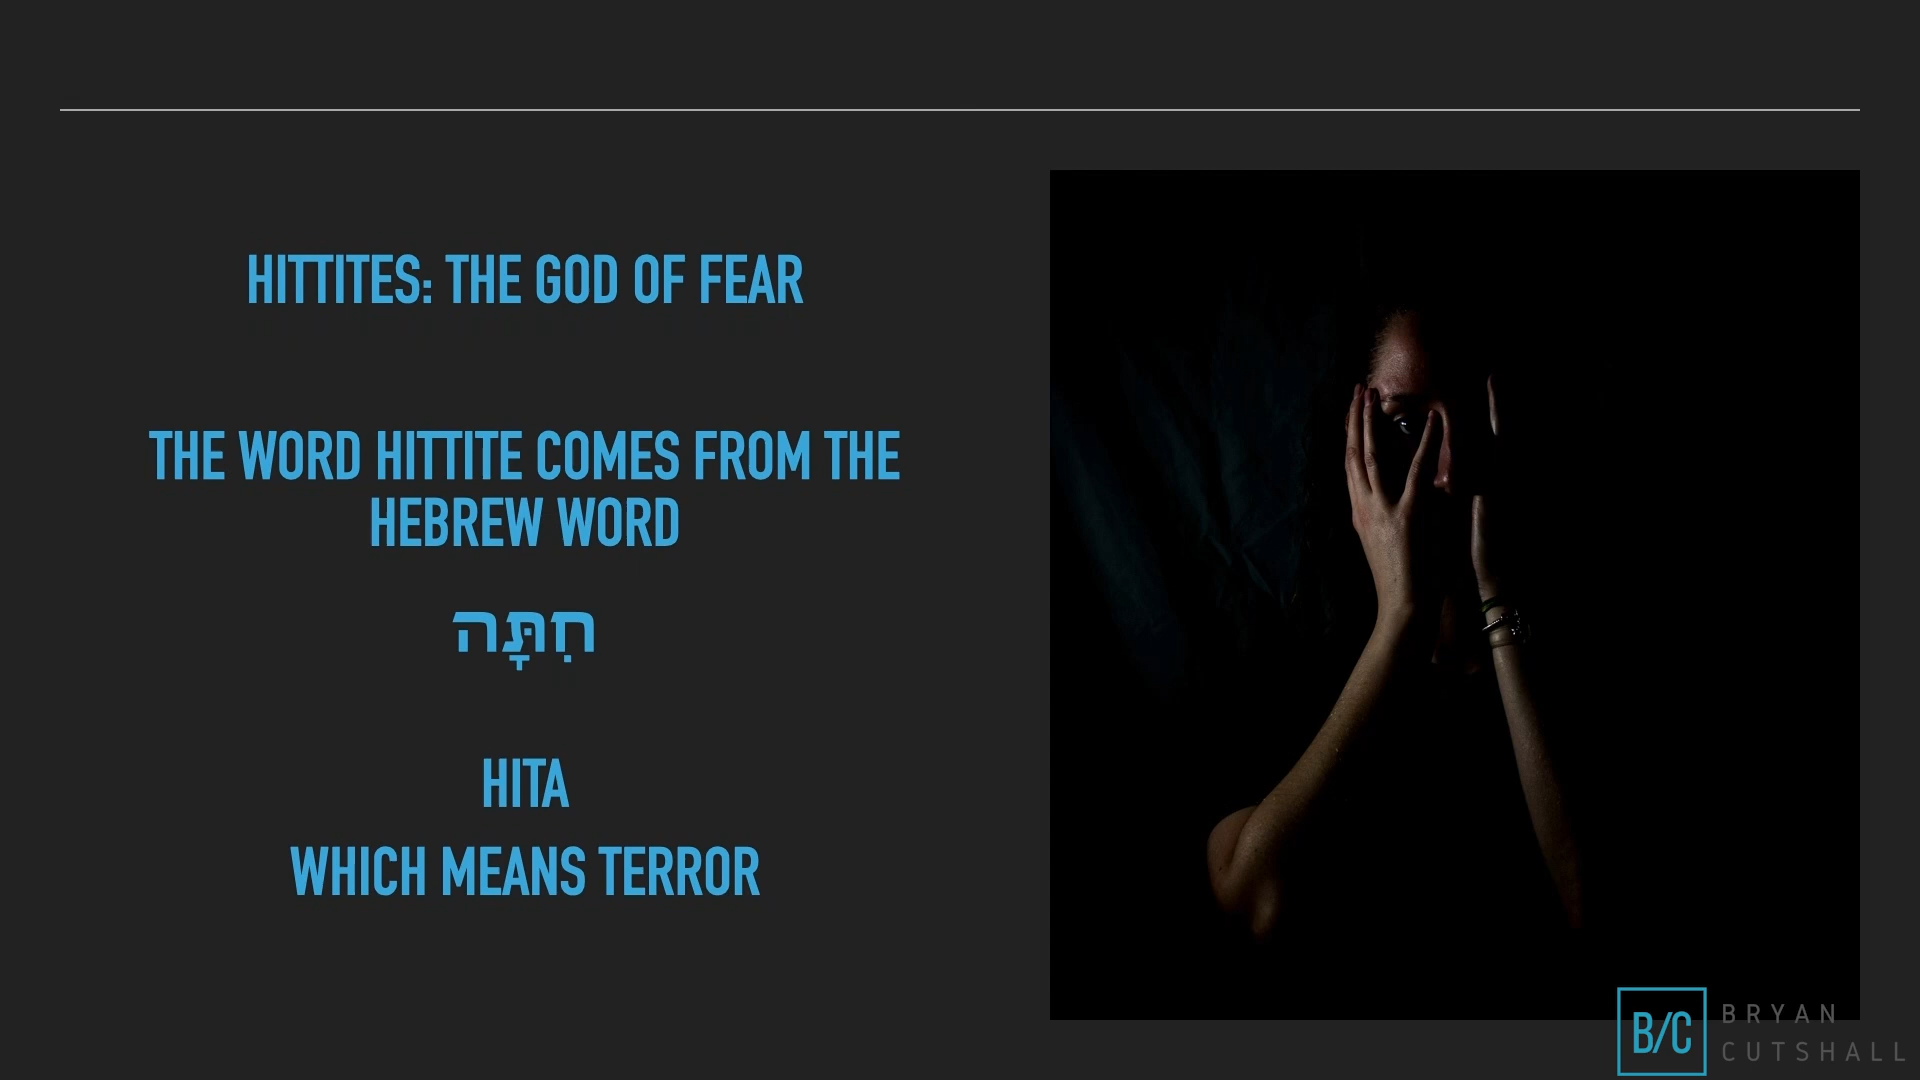 HITTITES: THE GOD OF FEAR
THE WORD HITTITE COMES FROM THE
HEBREW WORD
חִתָּה
HITA
WHICH MEANS TERROR
B/C
BRYAN
CUTSHALL